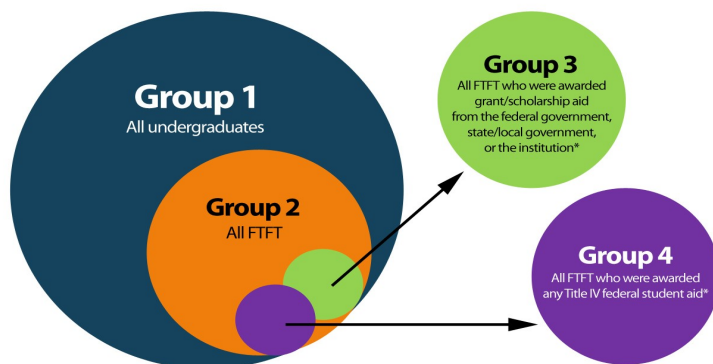 Group 1
All undergraduates
Group 2
All FTFT
Group 3
All FTFT who were awarded
grant/scholarship aid
from the federal government,
state/local government,
or the institution*
Group 4
All FTFT who were awarded
any Title IV federal student aid*